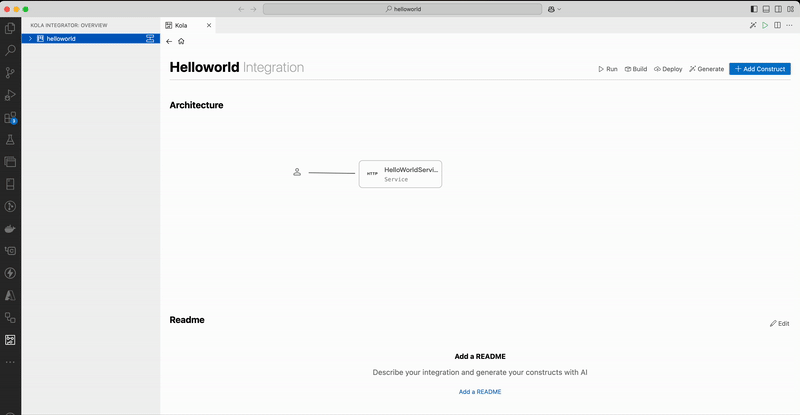 helloworld
KOLA INTEGRATOR: OVERVIEW
Kola
helloworld
Helloworld Integration
Run
Build
Deploy
Generate
Add Construct
Architecture
HTTP
HelloWorldServi...
Service
Readme
Edit
Add a README
Describe your integration and generate your constructs with AI
Add a README